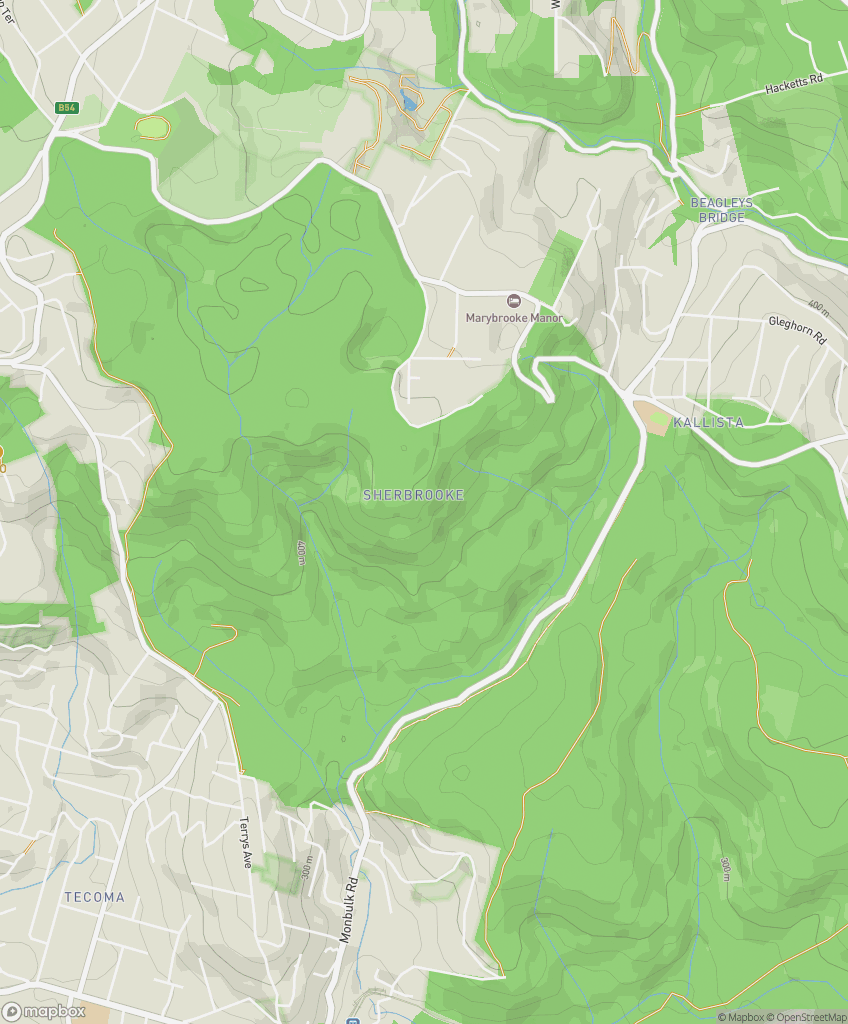 n Ter
W
B54
Hacketts Rd
BEAGLEYS
BRIDGE
400 m
Marybrooke Manor
Gleghorn Rd
KALLISTA
O
SHERBROOKE
400 m
Terrys Ave
300 m
300 m
TECOMA
Monbulk Rd
mapbox
© Mapbox © OpenStreetMap